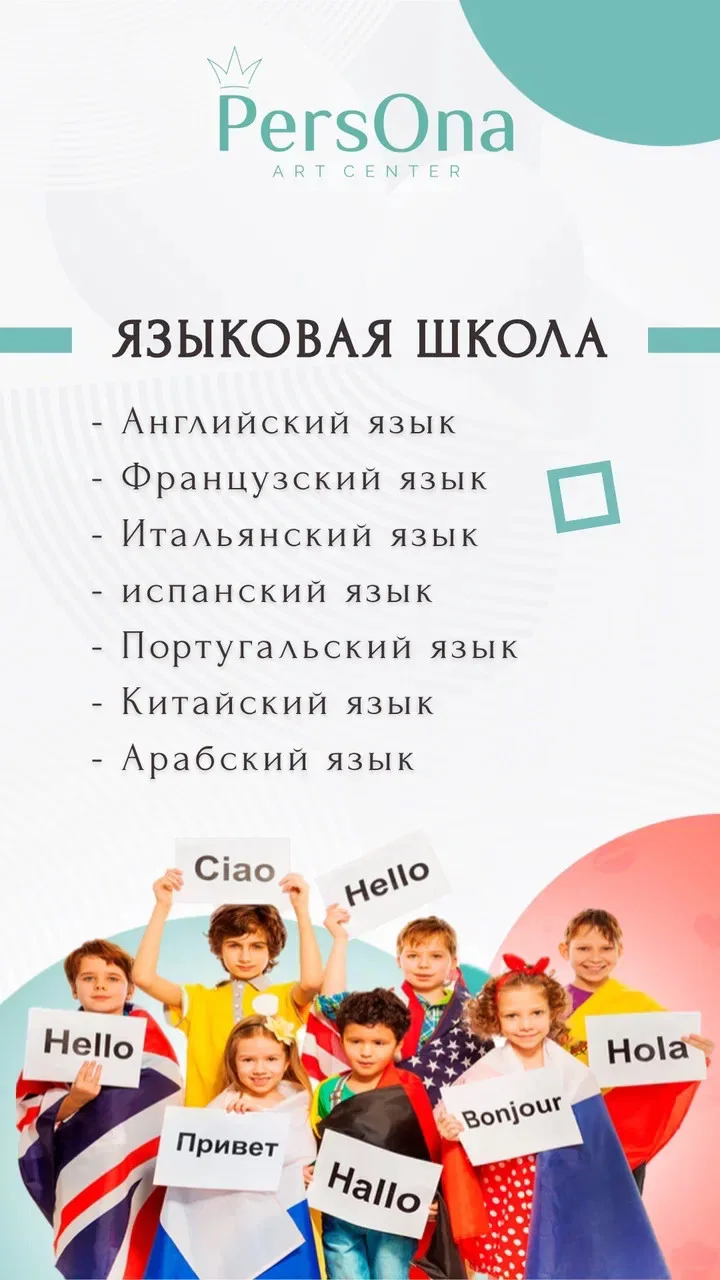 PersOna
ART CENTER
ЯЗЫКОВАЯ ШКОЛА
- Английский язык
- Французский язык
- Итальянский язык
- испанский язык
- Португальский язык
- Китайский язык
- Арабский язык
Ciao
Hello
Hello
Hola
Bonjour
Привет
Hallo